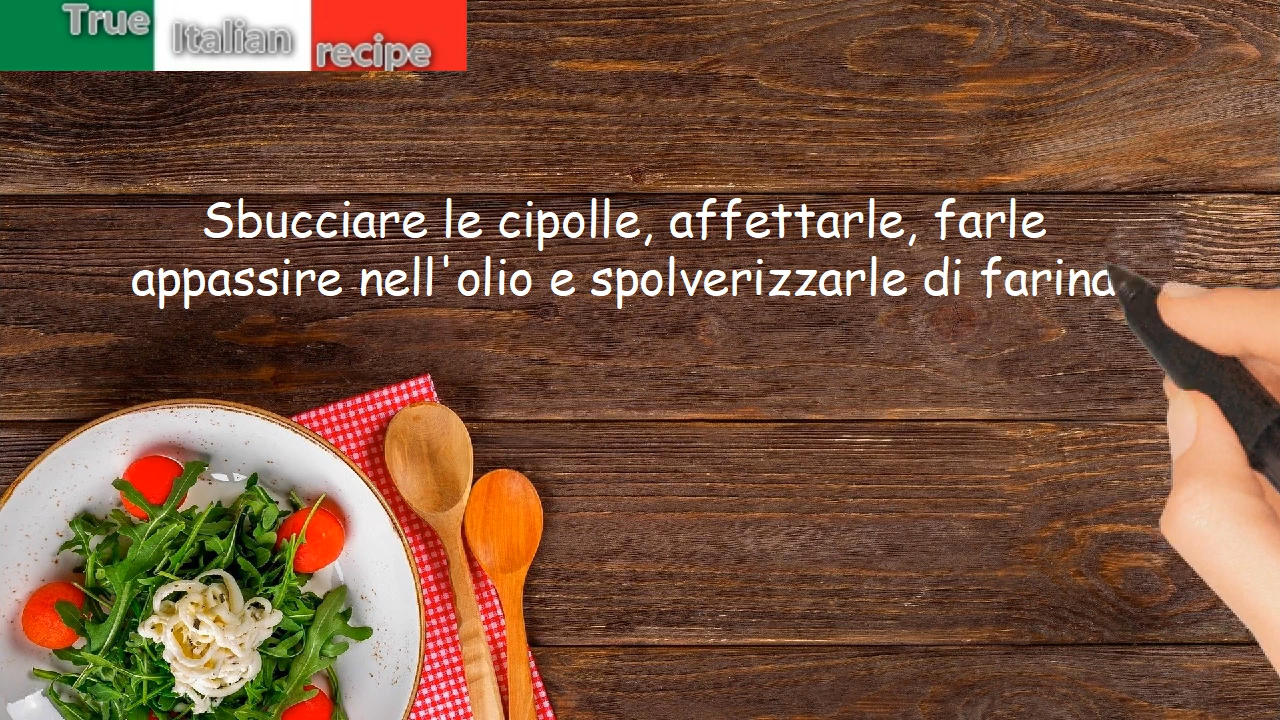 True Italian recipe
Sbucciare le cipolle, affettarle, farle
appassire nell'olio e spolverizzarle di farina